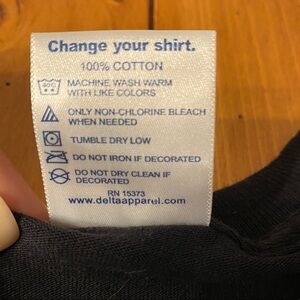 Change your shirt.
100% COTTON
40°C
MACHINE WASH WARM
WITH LIKE COLORS
ONLY NON-CHLORINE BLEACH
WHEN NEEDED
TUMBLE DRY LOW
DO NOT IRON IF DECORATED
DO NOT DRY CLEAN IF
DECORATED
RN 15373
www.deltaapparel.com